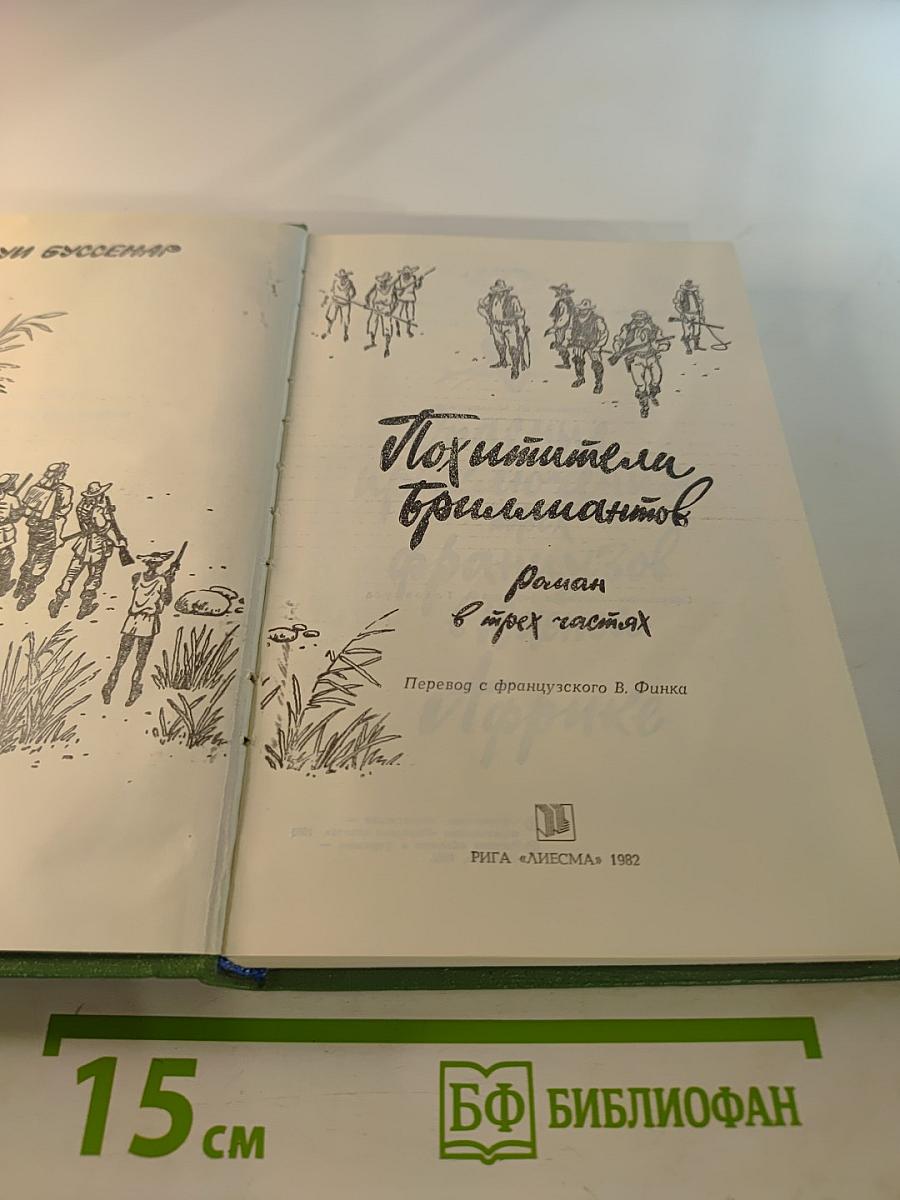 УИ БУССЕНАР
Похитители
Бриллиантов
Роман
в трех частях
Перевод с французского В. Финка
РИГА «ЛИЕСМА» 1982
15 см
БФ БИБЛИОФАН